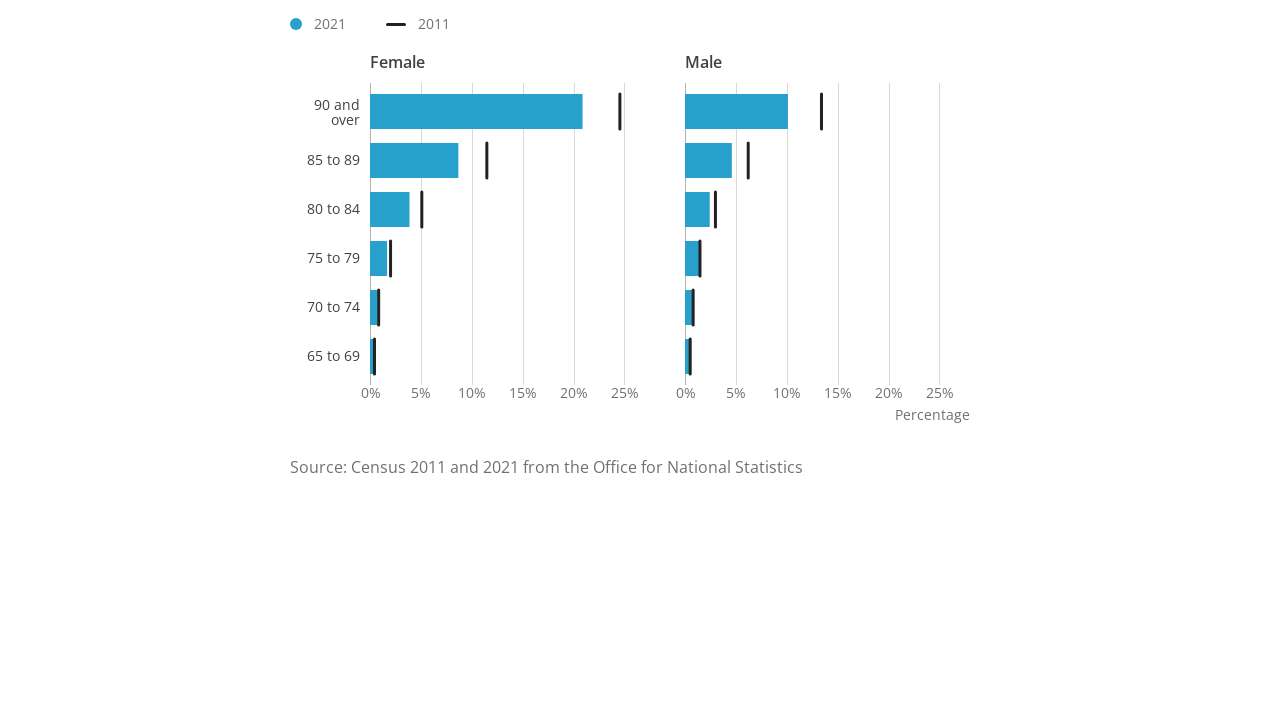 2021 2011
Female Male
90 and
over
85 to 89
80 to 84
75 to 79
70 to 74
65 to 69
0% 5% 10% 15% 20% 25% 0% 5% 10% 15% 20% 25%
Percentage
Source: Census 2011 and 2021 from the Office for National Statistics